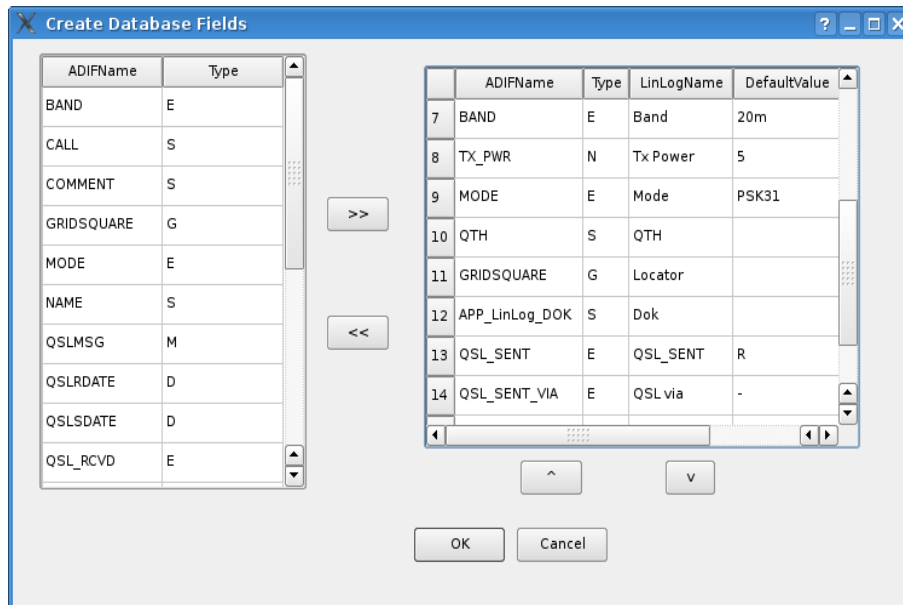 Create Database Fields
ADIFName Type
BAND E
CALL S
COMMENT S
GRIDSQUARE G
MODE E
NAME S
QSLMSG M
QSLRDATE D
QSLSDATE D
QSL_RCVD E
>>
<<
ADIFName Type LinLogName DefaultValue
7 BAND E Band 20m
8 TX_PWR N Tx Power 5
9 MODE E Mode PSK31
10 QTH S QTH
11 GRIDSQUARE G Locator
12 APP_LinLog_DOK S Dok
13 QSL_SENT E QSL_SENT R
14 QSL_SENT_VIA E QSL via -
^ v
OK Cancel